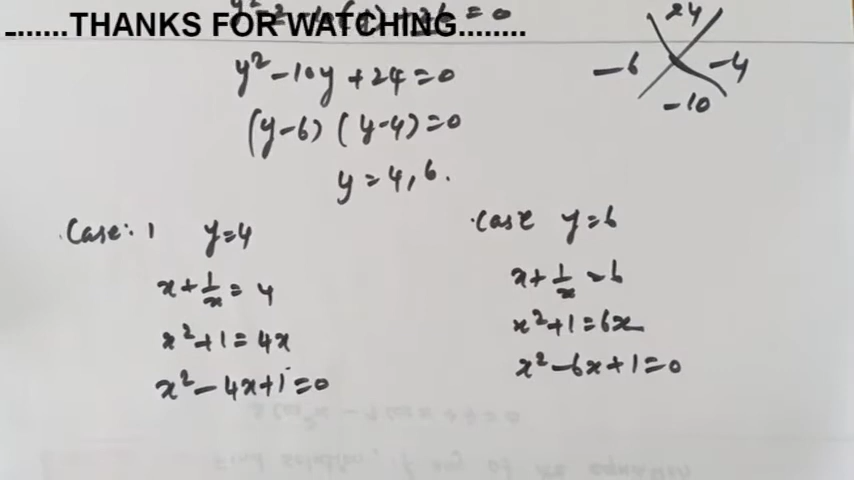 .......THANKS FOR WATCHING........
y² - 10y + 24 = 0
24
-6 -4
-10
(y-6) (y-4) = 0
y = 4, 6.
Case: 1 y = 4
x + 1/x = 4
x² + 1 = 4x
x² - 4x + 1 = 0
Case y = 6
x + 1/x = 6
x² + 1 = 6x
x² - 6x + 1 = 0